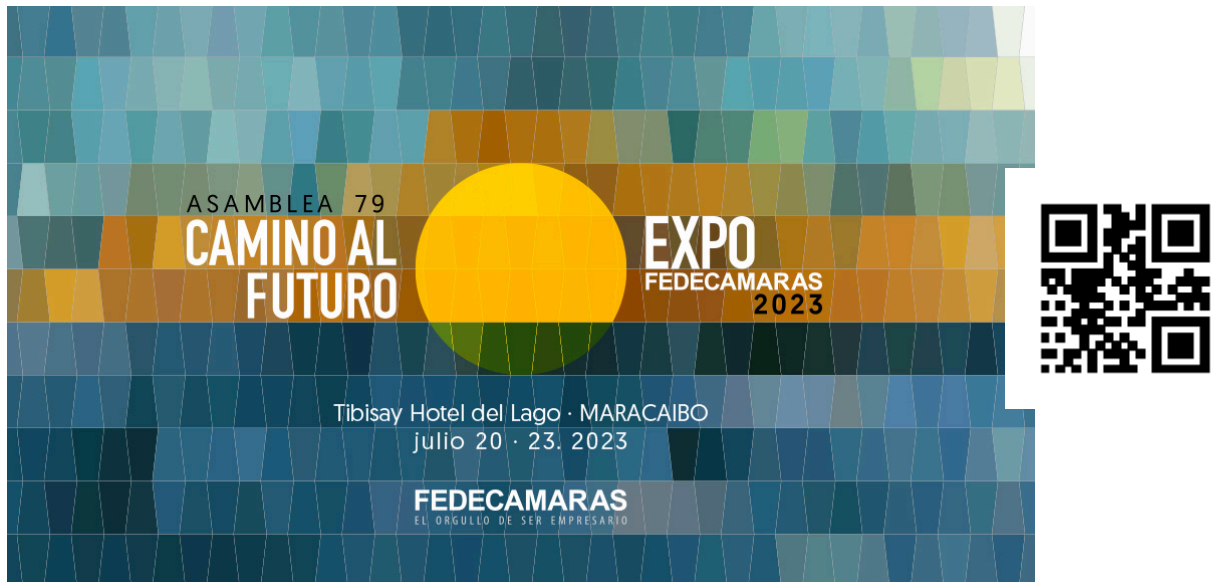 ASAMBLEA 79
CAMINO AL
FUTURO
EXPO
FEDECAMARAS
2023
Tibisay Hotel del Lago · MARACAIBO
julio 20 · 23. 2023
FEDECAMARAS
EL ORGULLO DE SER EMPRESARIO